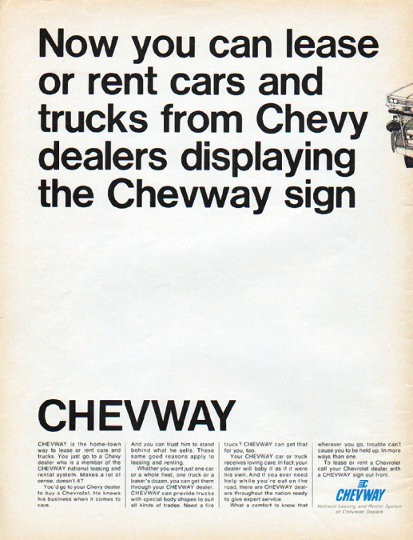 Now you can lease
or rent cars and
trucks from Chevy
dealers displaying
the Chevway sign
CHEVWAY
CHEVWAY is the home-town
way to lease or rent cars and
trucks. You just go to a Chevy
dealer who is a member of the
CHEVWAY national leasing and
rental system. Makes a lot of
sense, doesn't it?
You'd go to your Chevy dealer
to buy a Chevrolet. He knows
his business when it comes to
cars.
And you can trust him to stand
behind what he sells. These
same good reasons apply to
leasing and renting.
Whether you want just one car
or a whole fleet, one truck or a
baker's dozen, you can get them
through your CHEVWAY dealer.
CHEVWAY can provide trucks
with special body shapes to suit
all kinds of trades. Need a fire
truck? CHEVWAY can get that
for you, too.
Your CHEVWAY car or truck
receives loving care. In fact, your
dealer will baby it as if it were
his own. And if you ever need
help while you're out on the
road, there are CHEVWAY deal-
ers throughout the nation ready
to give expert service.
What a comfort to know that
wherever you go, trouble can't
cause you to be held up. In more
ways than one.
To lease or rent a Chevrolet
call your Chevrolet dealer with
a CHEVWAY sign out front.
CHEVWAY
National Leasing and Rental System
of Chevrolet Dealers